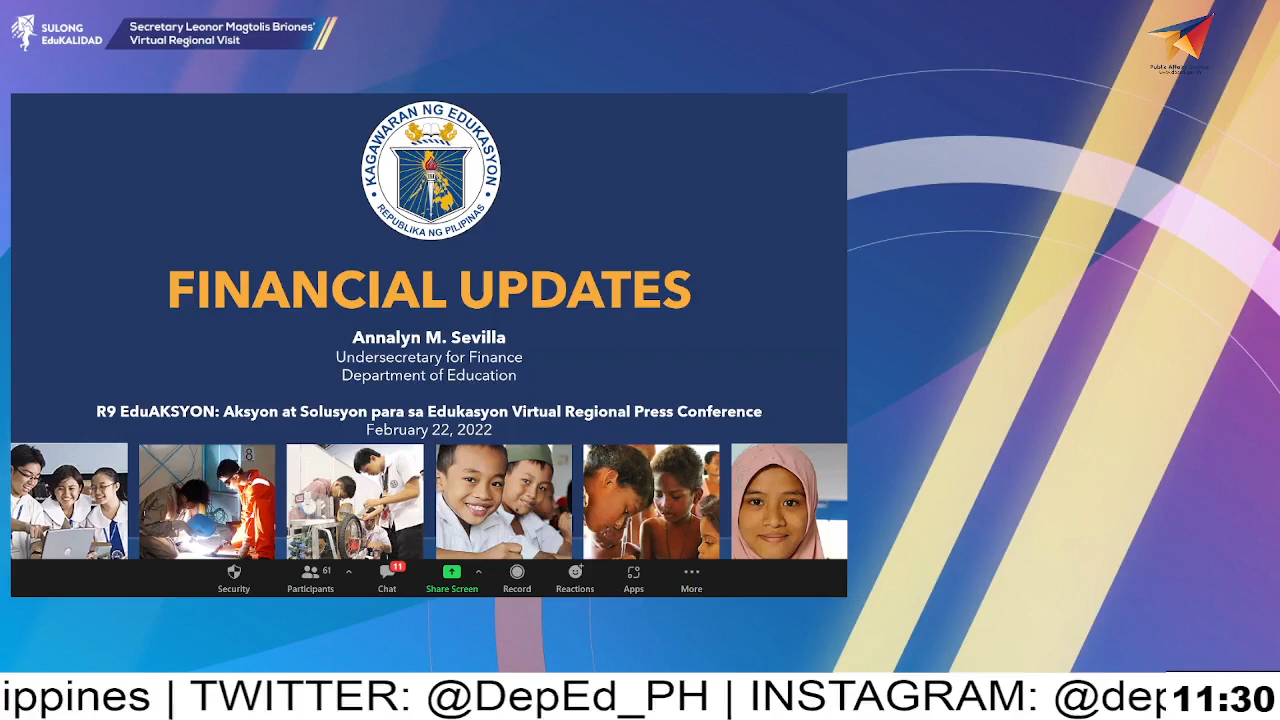 SULONG
EduKALIDAD
Secretary Leonor Magtolis Briones'
Virtual Regional Visit
KAGAWARAN NG EDUKASYON
REPUBLIKA NG PILIPINAS
FINANCIAL UPDATES
Annalyn M. Sevilla
Undersecretary for Finance
Department of Education
R9 EduAKSYON: Aksyon at Solusyon para sa Edukasyon Virtual Regional Press Conference
February 22, 2022
8
Security
Participants
61
Chat
11
Share Screen
Record
Reactions
Apps
More
ippines | TWITTER: @DepEd_PH | INSTAGRAM: @dep
11:30